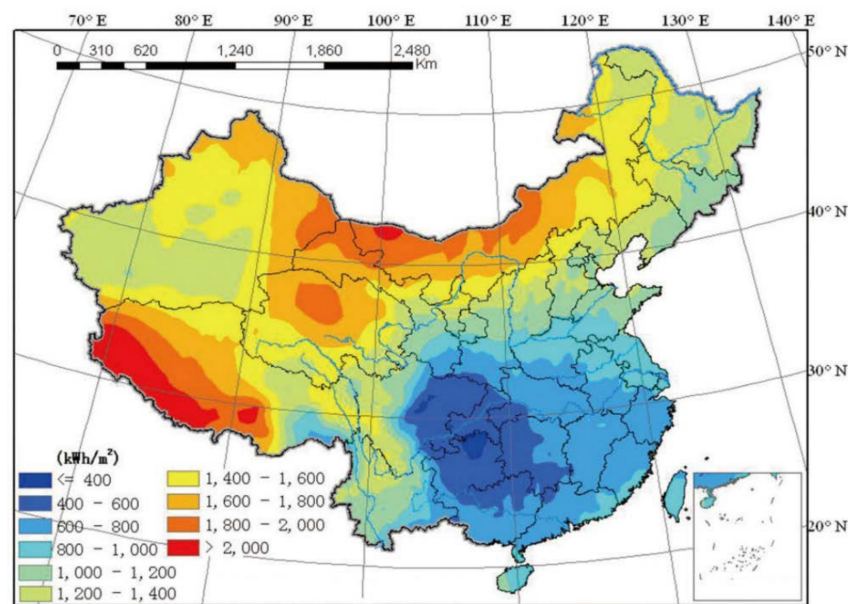 70° E 80° E 90° E 100° E 110° E 120° E 130° E 140° E
0 310 620 1,240 1,860 2,480
Km
50° N
40° N
30° N
20° N
(kWh/m²)
<= 400
400 - 600
600 - 800
800 - 1,000
1,000 - 1,200
1,200 - 1,400
1,400 - 1,600
1,600 - 1,800
1,800 - 2,000
> 2,000